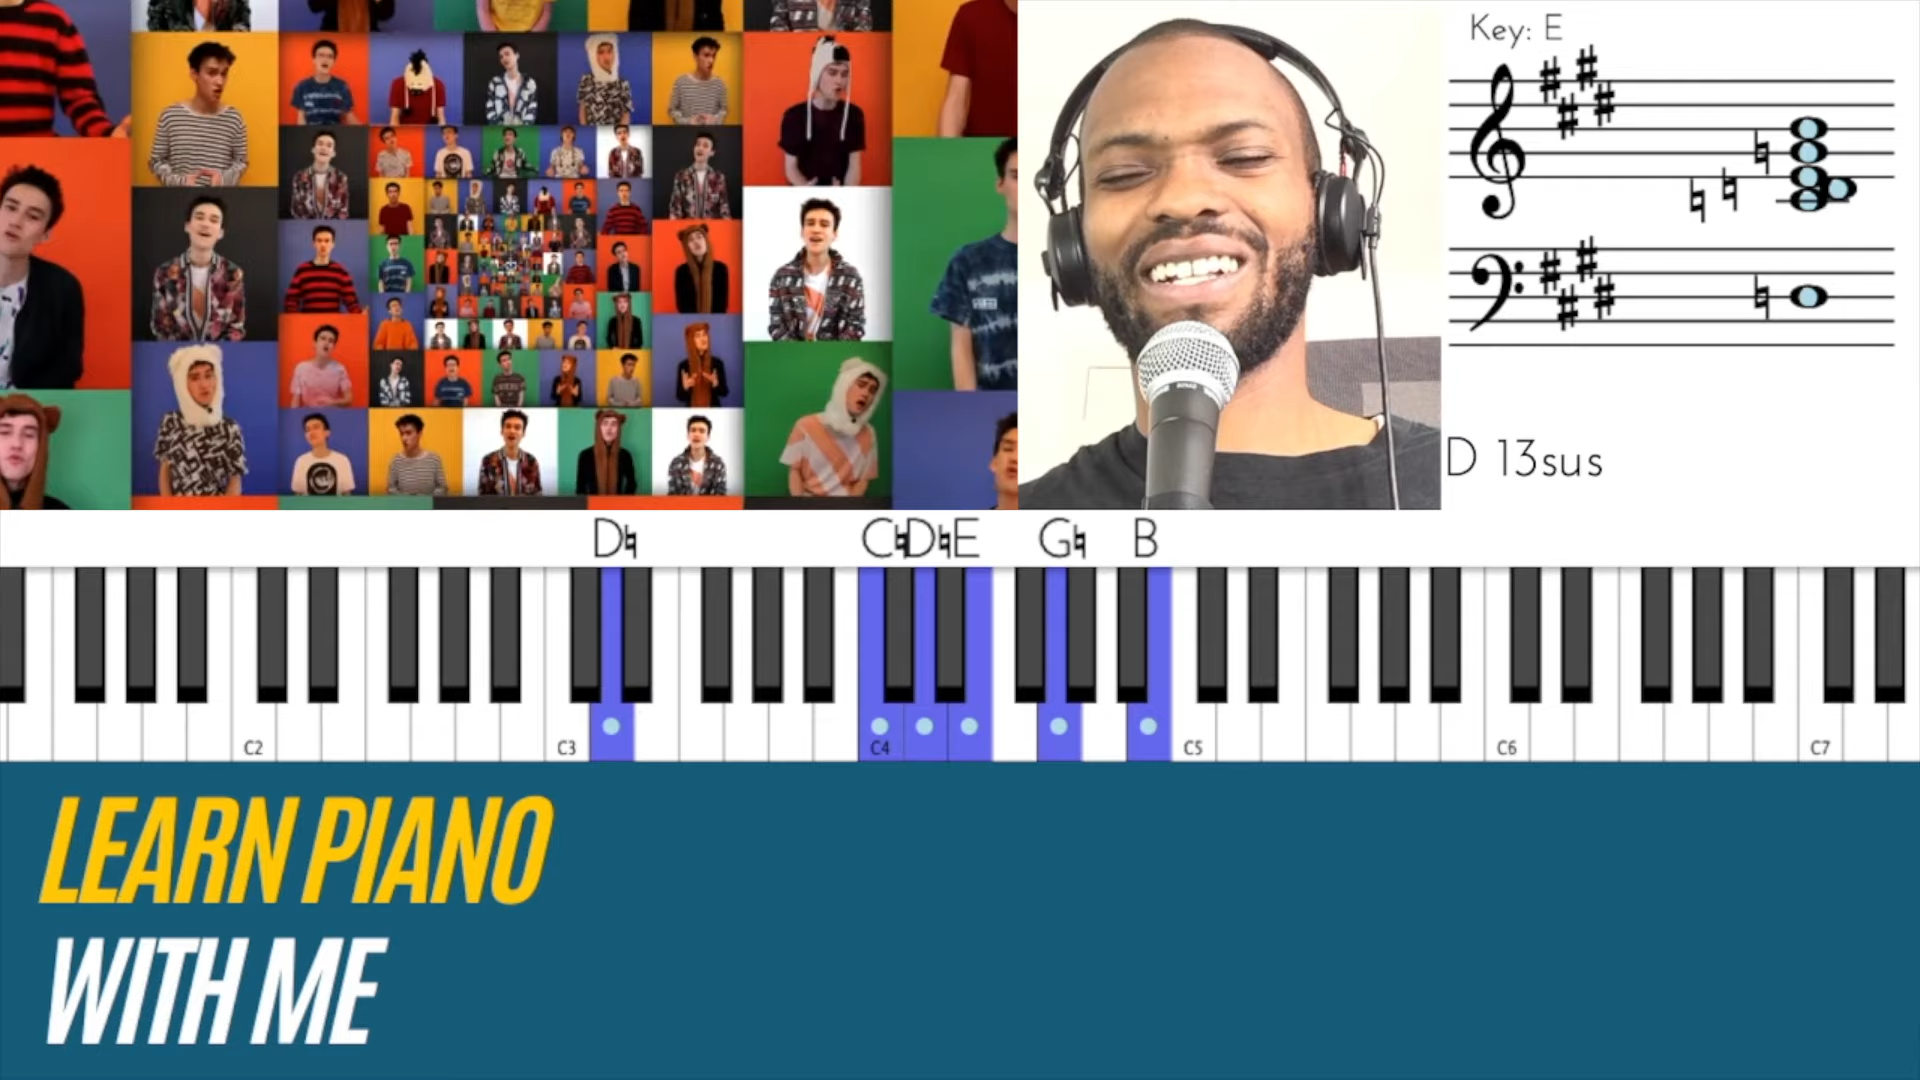 Key: E
D 13sus
D♮ C♮ D♮ E G♮ B
C2 C3 C4 C5 C6 C7
LEARN PIANO
WITH ME